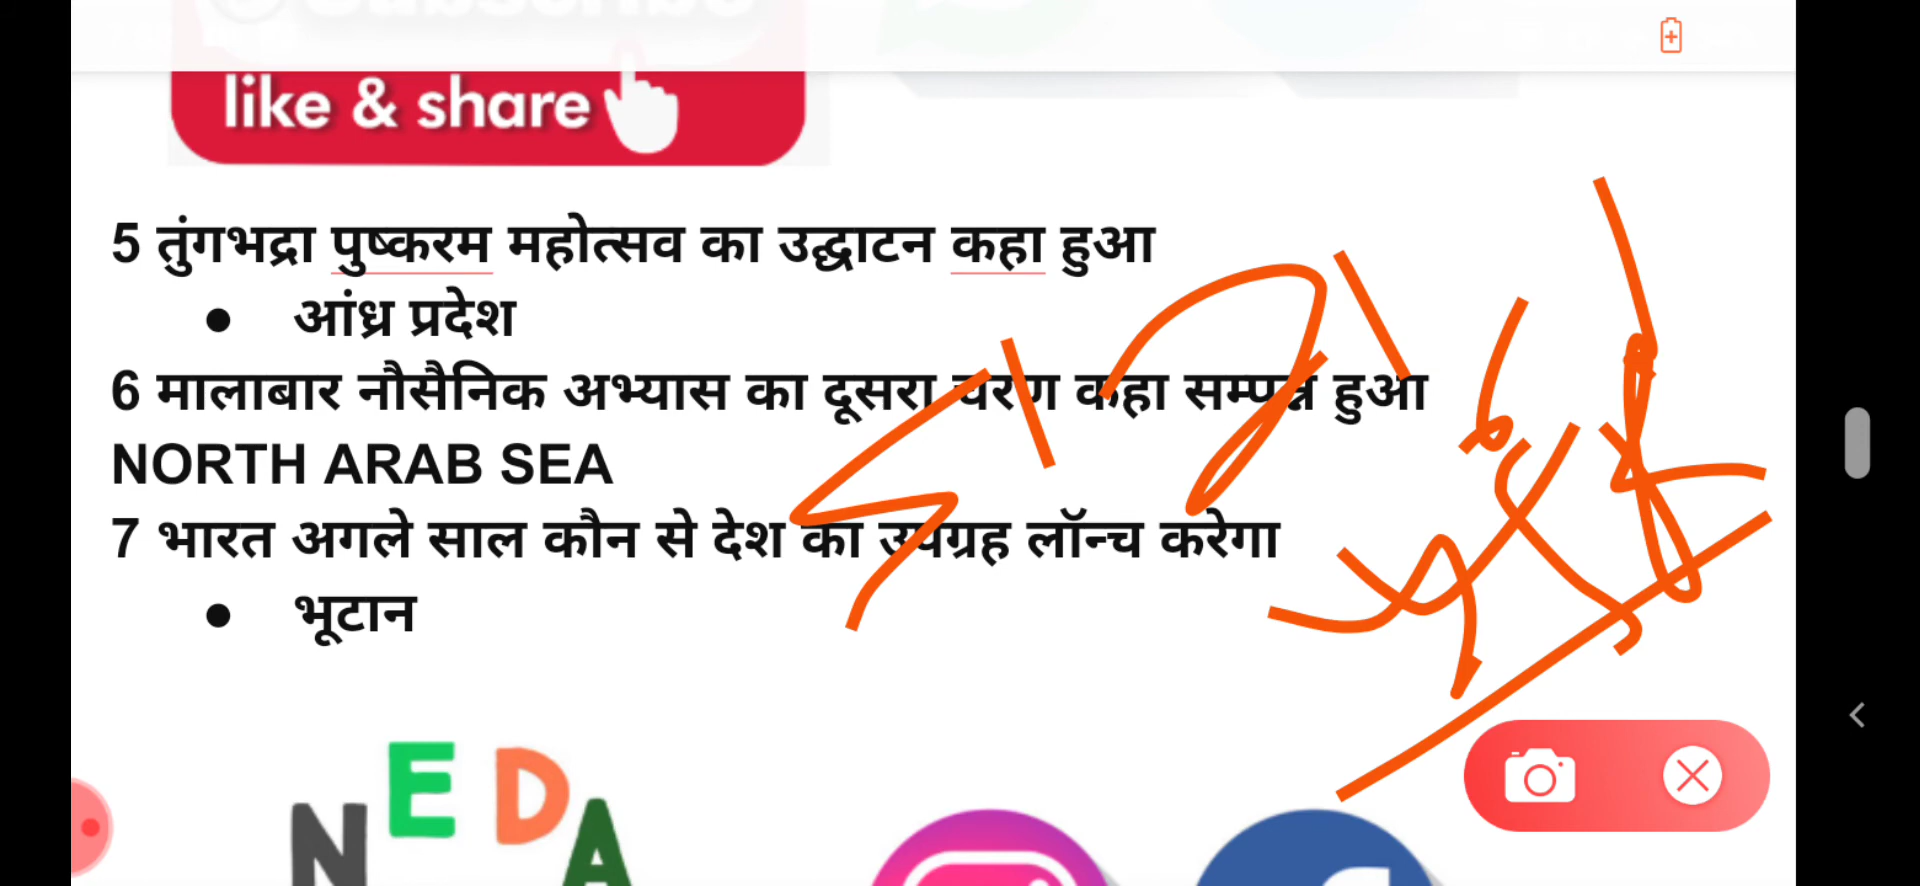 like & share
5 तुंगभद्रा पुष्करम महोत्सव का उद्घाटन कहा हुआ
● आंध्र प्रदेश
6 मालाबार नौसैनिक अभ्यास का दूसरा चरण कहा सम्पन्न हुआ
NORTH ARAB SEA
7 भारत अगले साल कौन से देश का उपग्रह लॉन्च करेगा
● भूटान
NEDA